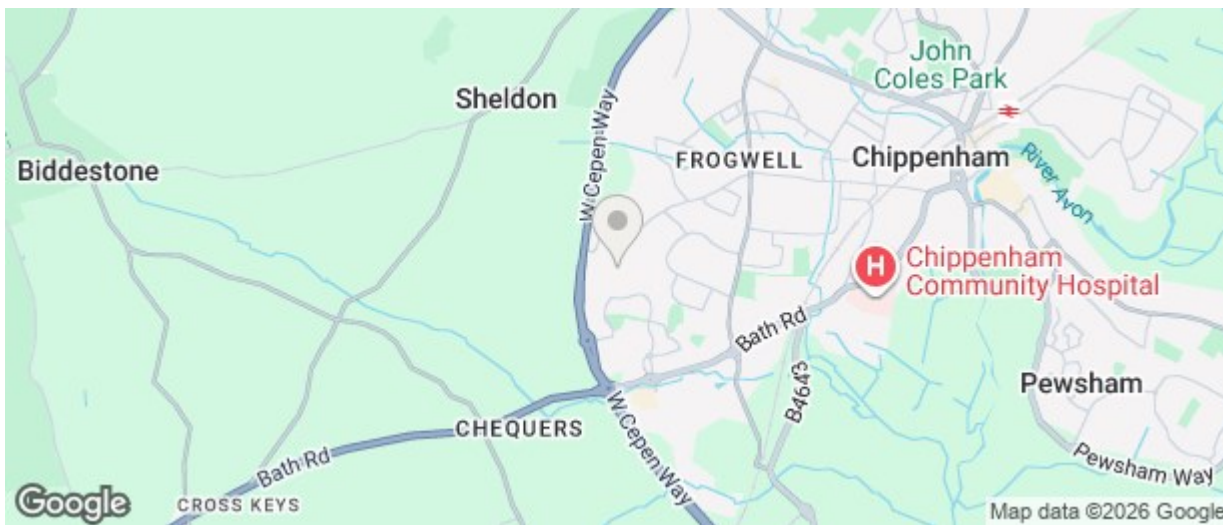 John
Coles Park
Sheldon
W Cepen Way
FROGWELL
Chippenham
Biddestone
River Avon
H
Chippenham
Community Hospital
Bath Rd
B4643
Pewsham
CHEQUERS
W Cepen Way
Bath Rd
Pewsham Way
CROSS KEYS
Google
Map data ©2026 Google